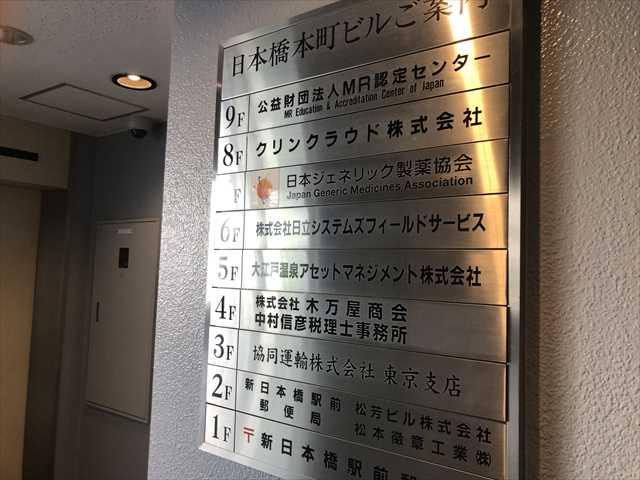 日本橋本町ビルご案内
9F 公益財団法人MR認定センター
MR Education & Accreditation Center of Japan
8F クリンクラウド株式会社
F 日本ジェネリック製薬協会
Japan Generic Medicines Association
6F 株式会社日立システムズフィールドサービス
5F 大江戸温泉アセットマネジメント株式会社
4F 株式会社 木万屋商会
中村信彦税理士事務所
3F 協同運輸株式会社 東京支店
2F 新日本橋駅前郵便局 松芳ビル株式会社
松本徽章工業㈱
1F 〒新日本橋駅前